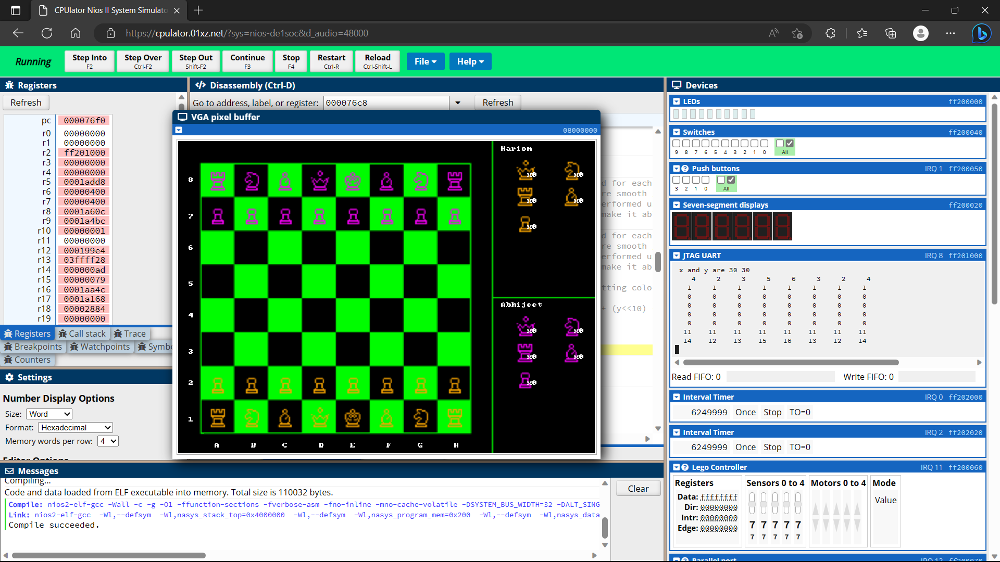 CPUlator Nios II System Simulato
https://cpulator.01xz.net/?sys=nios-de1soc&d_audio=48000
Running
Step Into
F2
Step Over
Ctrl-F2
Step Out
Shift-F2
Continue
F3
Stop
F4
Restart
Ctrl-R
Reload
Ctrl-Shift-L
File
Help
Registers
Refresh
pc 000076f0
r0 00000000
r1 00000000
r2 ff201000
r3 00000000
r4 00000000
r5 0001add8
r6 00000400
r7 00000400
r8 0001a60c
r9 0001a4bc
r10 00000001
r11 00000000
r12 000199e4
r13 03ffff28
r14 000000ad
r15 00000079
r16 0001aa4c
r17 0001a168
r18 00002884
r19 00000000
Registers Call stack Trace
Breakpoints Watchpoints Symbo
Counters
Settings
Number Display Options
Size: Word
Format: Hexadecimal
Memory words per row: 4
Editor Options
Disassembly (Ctrl-D)
Go to address, label, or register: 000076c8 Refresh
d for each
re smooth
erformed u
make it ab
d for each
re smooth
erformed u
make it ab
tting colo
+ (y<<10)
VGA pixel buffer
08000000
8
7
6
5
4
3
2
1
A B C D E F G H
Hariom
x0 x0
x0 x0
x0
Abhijeet
x0 x0
x0 x0
x0
Messages
Compiling...
Code and data loaded from ELF executable into memory. Total size is 110032 bytes.
Compile: nios2-elf-gcc -Wall -c -g -O1 -ffunction-sections -fverbose-asm -fno-inline -mno-cache-volatile -DSYSTEM_BUS_WIDTH=32 -DALT_SING
Link: nios2-elf-gcc -Wl,--defsym -Wl,nasys_stack_top=0x4000000 -Wl,--defsym -Wl,nasys_program_mem=0x200 -Wl,--defsym -Wl,nasys_data
Compile succeeded.
Clear
Devices
LEDs ff200000
Switches ff200040
9 8 7 6 5 4 3 2 1 0 All
Push buttons IRQ 1 ff200050
3 2 1 0 All
Seven-segment displays ff200020
JTAG UART IRQ 8 ff201000
x and y are 30 30
4 2 3 5 6 3 2 4
1 1 1 1 1 1 1 1
0 0 0 0 0 0 0 0
0 0 0 0 0 0 0 0
0 0 0 0 0 0 0 0
0 0 0 0 0 0 0 0
11 11 11 11 11 11 11 11
14 12 13 15 16 13 12 14
Read FIFO: 0 Write FIFO: 0
Interval Timer IRQ 0 ff202000
6249999 Once Stop TO=0
Interval Timer IRQ 2 ff202020
6249999 Once Stop TO=0
Lego Controller IRQ 11 ff200060
Registers
Data: ffffffff
Dir: 00000000
Intr: 00000000
Edge: 00000000
Sensors 0 to 4
7 7 7 7 7
7 7 7 7 7
Motors 0 to 4
Mode
Value
Parallel port IRQ 12 ff200070